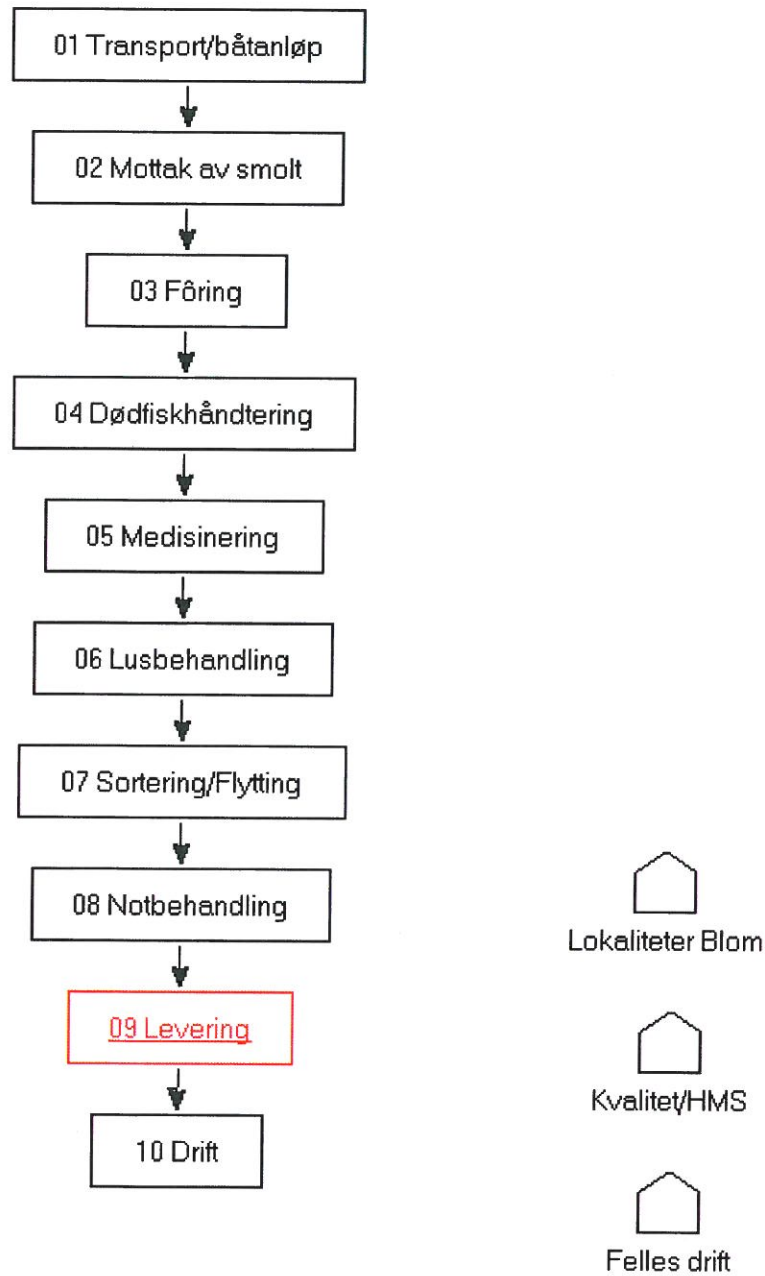 01 Transport/båtanløp
02 Mottak av smolt
03 Fôring
04 Dødfiskhåndtering
05 Medisinering
06 Lusbehandling
07 Sortering/Flytting
08 Notbehandling
09 Levering
10 Drift
Lokaliteter Blom
Kvalitet/HMS
Felles drift